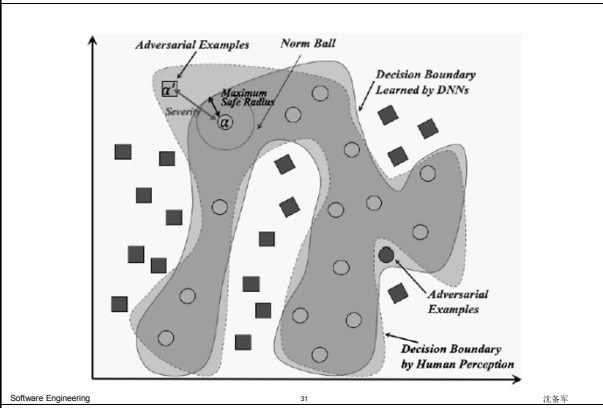 Adversarial Examples
Norm Ball
Decision Boundary
Learned by DNNs
α'
Maximum
Safe Radius
Severity
α
Adversarial
Examples
Decision Boundary
by Human Perception
Software Engineering
31
沈备军